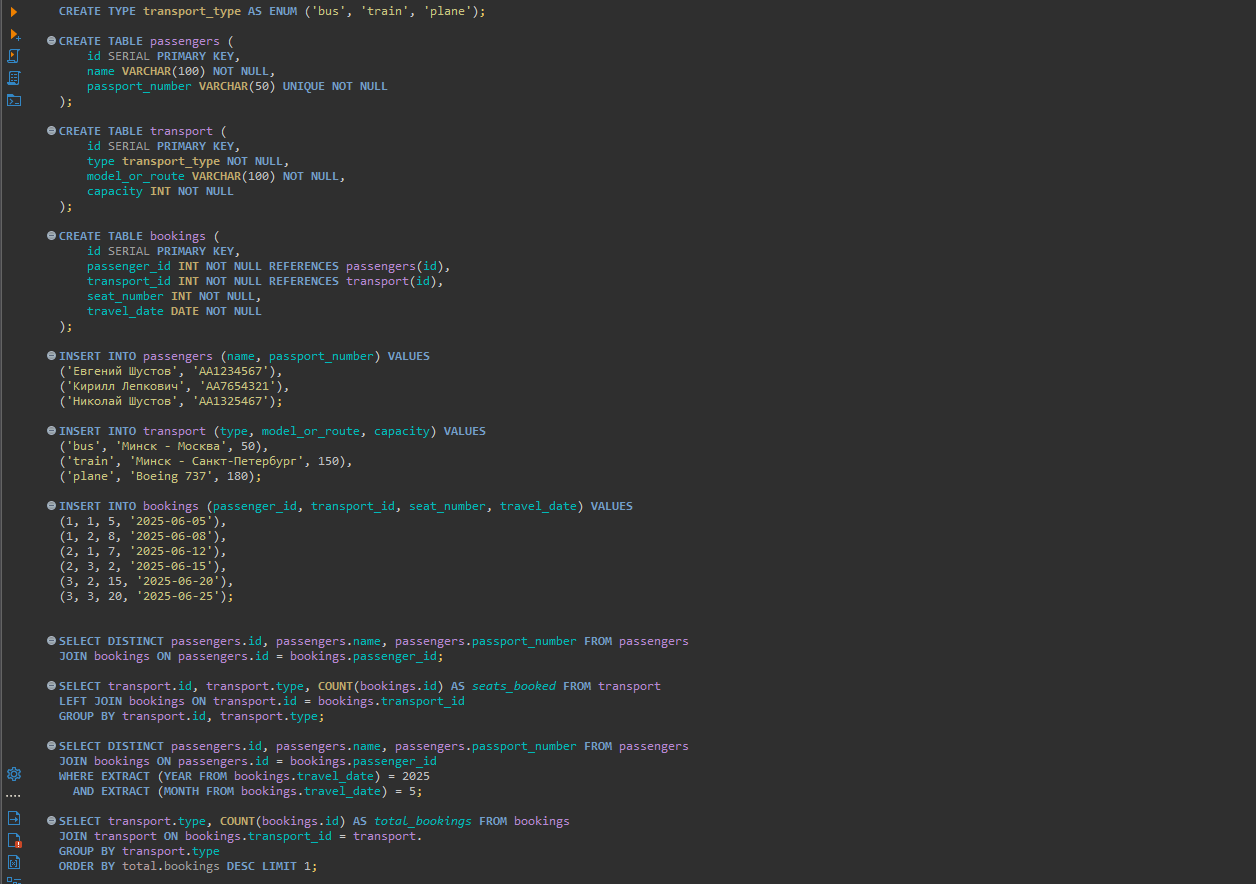 CREATE TYPE transport_type AS ENUM ('bus', 'train', 'plane');
CREATE TABLE passengers (
id SERIAL PRIMARY KEY,
name VARCHAR(100) NOT NULL,
passport_number VARCHAR(50) UNIQUE NOT NULL
);
CREATE TABLE transport (
id SERIAL PRIMARY KEY,
type transport_type NOT NULL,
model_or_route VARCHAR(100) NOT NULL,
capacity INT NOT NULL
);
CREATE TABLE bookings (
id SERIAL PRIMARY KEY,
passenger_id INT NOT NULL REFERENCES passengers(id),
transport_id INT NOT NULL REFERENCES transport(id),
seat_number INT NOT NULL,
travel_date DATE NOT NULL
);
INSERT INTO passengers (name, passport_number) VALUES
('Евгений Шустов', 'AA1234567'),
('Кирилл Лепкович', 'AA7654321'),
('Николай Шустов', 'AA1325467');
INSERT INTO transport (type, model_or_route, capacity) VALUES
('bus', 'Минск - Москва', 50),
('train', 'Минск - Санкт-Петербург', 150),
('plane', 'Boeing 737', 180);
INSERT INTO bookings (passenger_id, transport_id, seat_number, travel_date) VALUES
(1, 1, 5, '2025-06-05'),
(1, 2, 8, '2025-06-08'),
(2, 1, 7, '2025-06-12'),
(2, 3, 2, '2025-06-15'),
(3, 2, 15, '2025-06-20'),
(3, 3, 20, '2025-06-25');
SELECT DISTINCT passengers.id, passengers.name, passengers.passport_number FROM passengers
JOIN bookings ON passengers.id = bookings.passenger_id;
SELECT transport.id, transport.type, COUNT(bookings.id) AS seats_booked FROM transport
LEFT JOIN bookings ON transport.id = bookings.transport_id
GROUP BY transport.id, transport.type;
SELECT DISTINCT passengers.id, passengers.name, passengers.passport_number FROM passengers
JOIN bookings ON passengers.id = bookings.passenger_id
WHERE EXTRACT (YEAR FROM bookings.travel_date) = 2025
AND EXTRACT (MONTH FROM bookings.travel_date) = 5;
SELECT transport.type, COUNT(bookings.id) AS total_bookings FROM bookings
JOIN transport ON bookings.transport_id = transport.
GROUP BY transport.type
ORDER BY total.bookings DESC LIMIT 1;